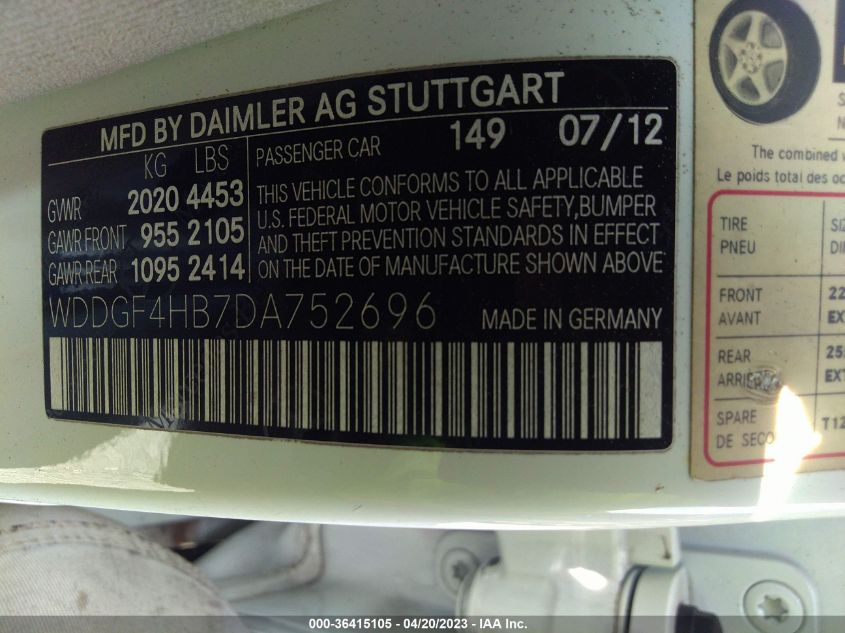 MFD BY DAIMLER AG STUTTGART
KG LBS PASSENGER CAR 149 07/12
GVWR 2020 4453
GAWR FRONT 955 2105
GAWR REAR 1095 2414
THIS VEHICLE CONFORMS TO ALL APPLICABLE
U.S. FEDERAL MOTOR VEHICLE SAFETY,BUMPER
AND THEFT PREVENTION STANDARDS IN EFFECT
ON THE DATE OF MANUFACTURE SHOWN ABOVE
WDDGF4HB7DA752696 MADE IN GERMANY
The combined
Le poids total des
TIRE
PNEU
FRONT
AVANT
REAR
SPARE
DE
000-36415105 - 04/20/2023 - IAA Inc.